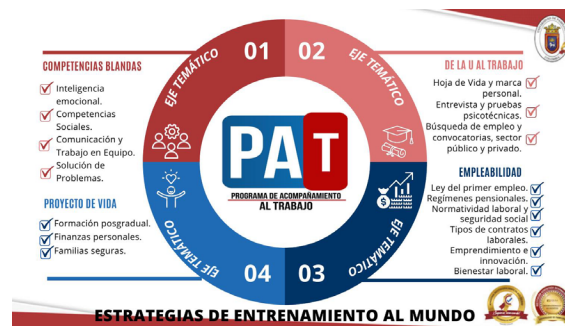 COMPETENCIAS BLANDAS
Inteligencia
emocional.
Competencias
Sociales.
Comunicación y
Trabajo en Equipo.
Solución de
Problemas.
PROYECTO DE VIDA
Formación posgradual.
Finanzas personales.
Familias seguras.
EJE TEMÁTICO
01
02
EJE TEMÁTICO
PAT
PROGRAMA DE ACOMPAÑAMIENTO
AL TRABAJO
EJE TEMÁTICO
04
03
EJE TEMÁTICO
DE LA U AL TRABAJO
Hoja de Vida y marca
personal.
Entrevista y pruebas
psicotécnicas.
Búsqueda de empleo y
convocatorias, sector
público y privado.
EMPLEABILIDAD
Ley del primer empleo.
Regímenes pensionales.
Normatividad laboral y
seguridad social
Tipos de contratos
laborales.
Emprendimiento e
innovación.
Bienestar laboral.
ESTRATEGIAS DE ENTRENAMIENTO AL MUNDO